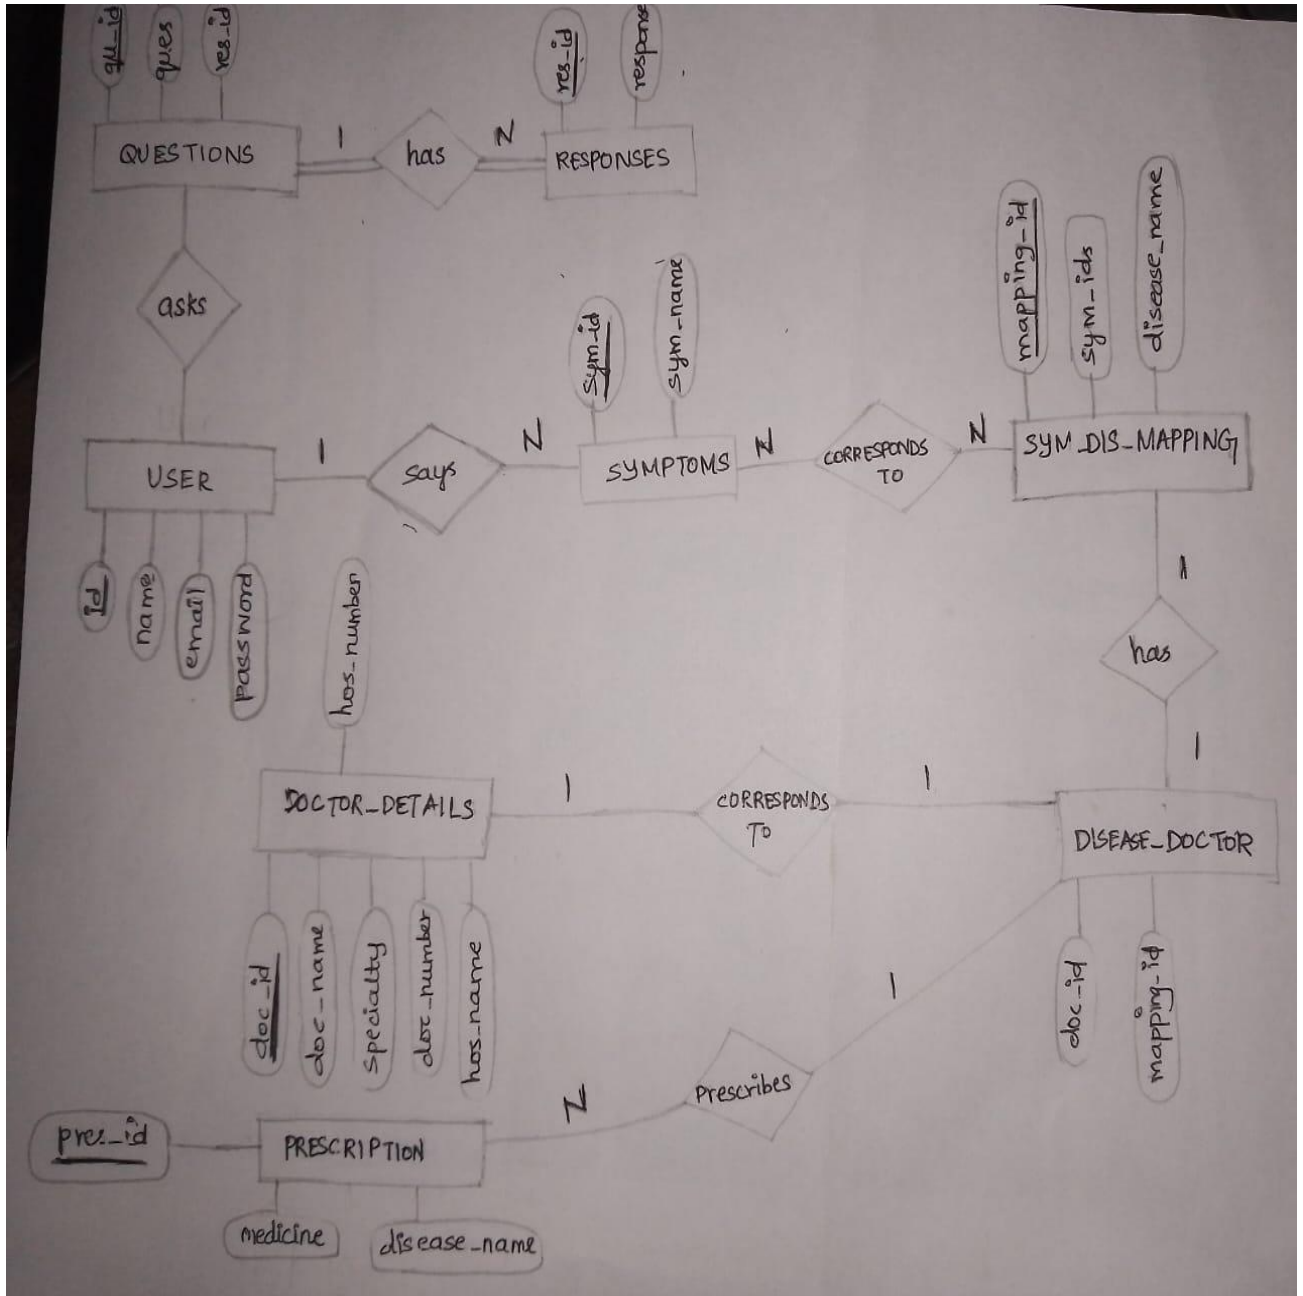 qu_id
ques
res_id
res_id
response
QUESTIONS
1
has
N
RESPONSES
asks
sym_id
sym_name
mapping_id
sym_ids
disease_name
USER
1
says
N
SYMPTOMS
N
CORRESPONDS
TO
N
SYM_DIS_MAPPING
id
name
email
password
hos_number
1
has
1
DOCTOR_DETAILS
1
CORRESPONDS
TO
1
DISEASE_DOCTOR
doc_id
doc_name
specialty
doc_number
hos_name
doc_id
mapping_id
1
Prescribes
N
pres_id
PRESCRIPTION
medicine
disease_name